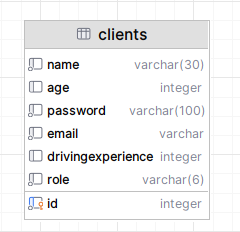 clients
name varchar(30)
age integer
password varchar(100)
email varchar
drivingexperience integer
role varchar(6)
id integer